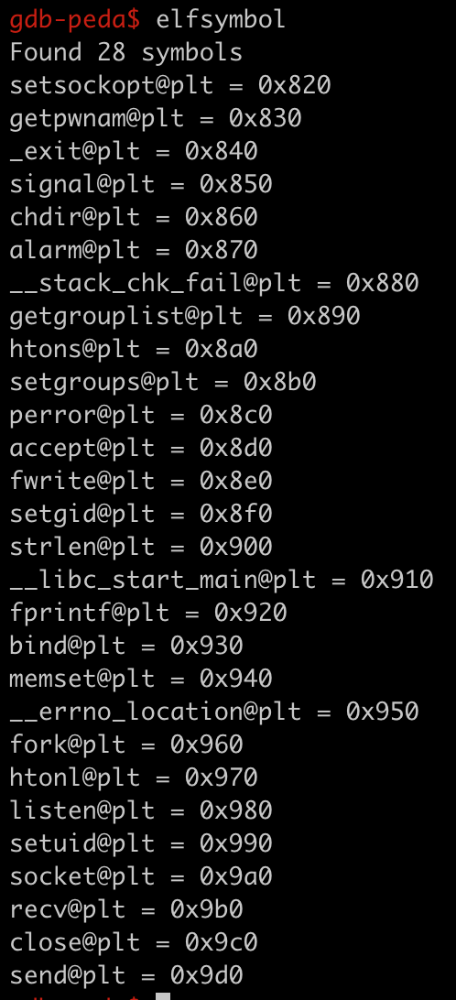 gdb-peda$ elfsymbol
Found 28 symbols
setsockopt@plt = 0x820
getpwnam@plt = 0x830
_exit@plt = 0x840
signal@plt = 0x850
chdir@plt = 0x860
alarm@plt = 0x870
__stack_chk_fail@plt = 0x880
getgrouplist@plt = 0x890
htons@plt = 0x8a0
setgroups@plt = 0x8b0
perror@plt = 0x8c0
accept@plt = 0x8d0
fwrite@plt = 0x8e0
setgid@plt = 0x8f0
strlen@plt = 0x900
__libc_start_main@plt = 0x910
fprintf@plt = 0x920
bind@plt = 0x930
memset@plt = 0x940
__errno_location@plt = 0x950
fork@plt = 0x960
htonl@plt = 0x970
listen@plt = 0x980
setuid@plt = 0x990
socket@plt = 0x9a0
recv@plt = 0x9b0
close@plt = 0x9c0
send@plt = 0x9d0